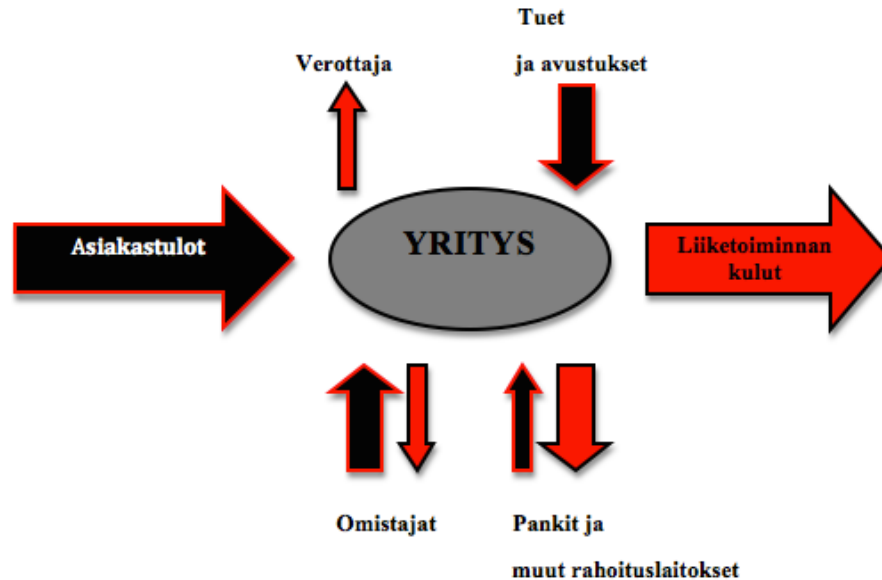 Tuet
Verottaja
ja avustukset
Asiakastulot
YRITYS
Liiketoiminnan
kulut
Omistajat
Pankit ja
muut rahoituslaitokset